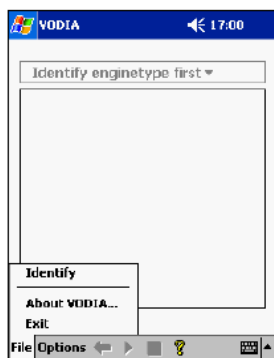 VODIA 17:00
Identify enginetype first
Identify
About VODIA...
Exit
File Options